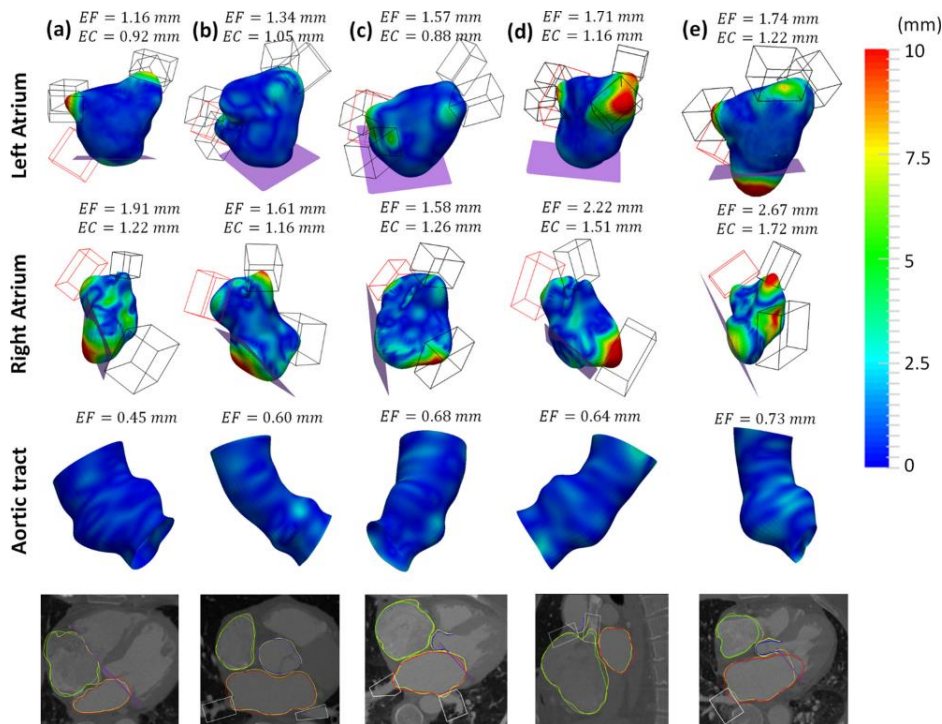 (a)
EF = 1.16 mm
EC = 0.92 mm
(b)
EF = 1.34 mm
EC = 1.05 mm
(c)
EF = 1.57 mm
EC = 0.88 mm
(d)
EF = 1.71 mm
EC = 1.16 mm
(e)
EF = 1.74 mm
EC = 1.22 mm
(mm)
10
7.5
5
2.5
0
Left Atrium
EF = 1.91 mm
EC = 1.22 mm
EF = 1.61 mm
EC = 1.16 mm
EF = 1.58 mm
EC = 1.26 mm
EF = 2.22 mm
EC = 1.51 mm
EF = 2.67 mm
EC = 1.72 mm
Right Atrium
EF = 0.45 mm
EF = 0.60 mm
EF = 0.68 mm
EF = 0.64 mm
EF = 0.73 mm
Aortic tract